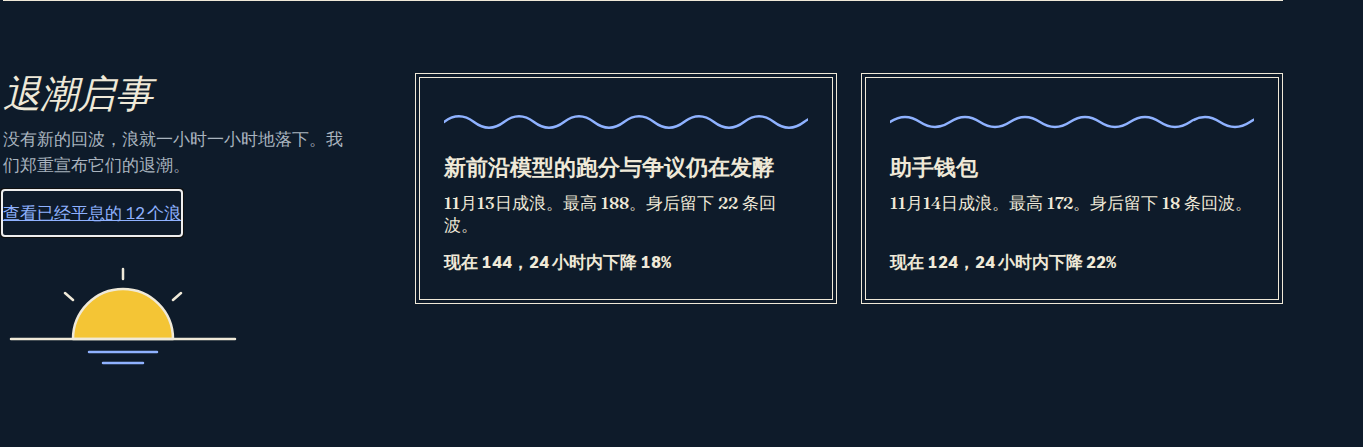 退潮启事
没有新的回波，浪就一小时一小时地落下。我
们郑重宣布它们的退潮。
查看已经平息的 12 个浪
新前沿模型的跑分与争议仍在发酵
11月13日成浪。最高 188。身后留下 22 条回
波。
现在 144，24 小时内下降 18%
助手钱包
11月14日成浪。最高 172。身后留下 18 条回波。
现在 124，24 小时内下降 22%